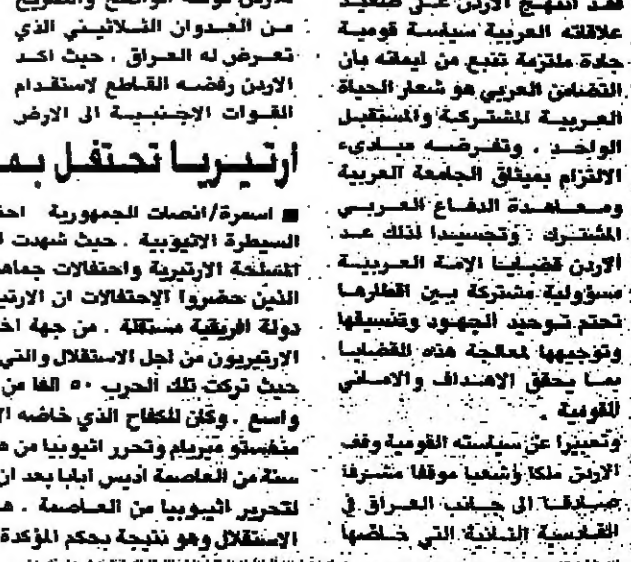 فقد انتهج الاردن على صعيد
علاقاته العربية سياسة قومية
جادة ملتزمة تنبع من ايمانه بان
التضامن العربي هو شعار الحياة
العربية المشتركة والمستقبل
الواحد ، وتفرضه مبادىء
الالتزام بميثاق الجامعة العربية
ومعاهدة الدفاع العربي
المشترك . وتجسيدا لذلك عد
الاردن قضايا الامة العربية
مسؤولية مشتركة بين اقطارها
تحتم توحيد الجهود وتنسيقها
وتوجيهها لمعالجة هذه القضايا
بما يحقق الاهداف والاماني
القومية .
وتعبيرا عن سياسته القومية وقف
الاردن ملكا وشعبا موقفا مشرفا
صادقا الى جانب العراق في
القادسية الثانية التي خاضها
من العدوان الثلاثيني الذي
تعرض له العراق ، حيث اكد
الاردن رفضه القاطع لاستقدام
القوات الاجنبية الى الارض
ارتيريا تحتفل
■ اسمرة/انصات الجمهورية
السيطرة الاثيوبية . حيث شهدت
المسلحة الارتيرية واحتفالات
الذين حضروا الاحتفالات ان
دولة افريقية مستقلة . من جهة
الارتيريون من اجل الاستقلال والتي
حيث تركت تلك الحرب ٥٠ الفا من
واسع . وكان للكفاح الذي خاضه
منغستو ميريام وتحرر اثيوبيا من
سنة من العاصمة اديس ابابا بعد ان
لتحرير اثيوبيا من العاصمة .
الاستقلال وهو نتيجة بحكم المؤكدة